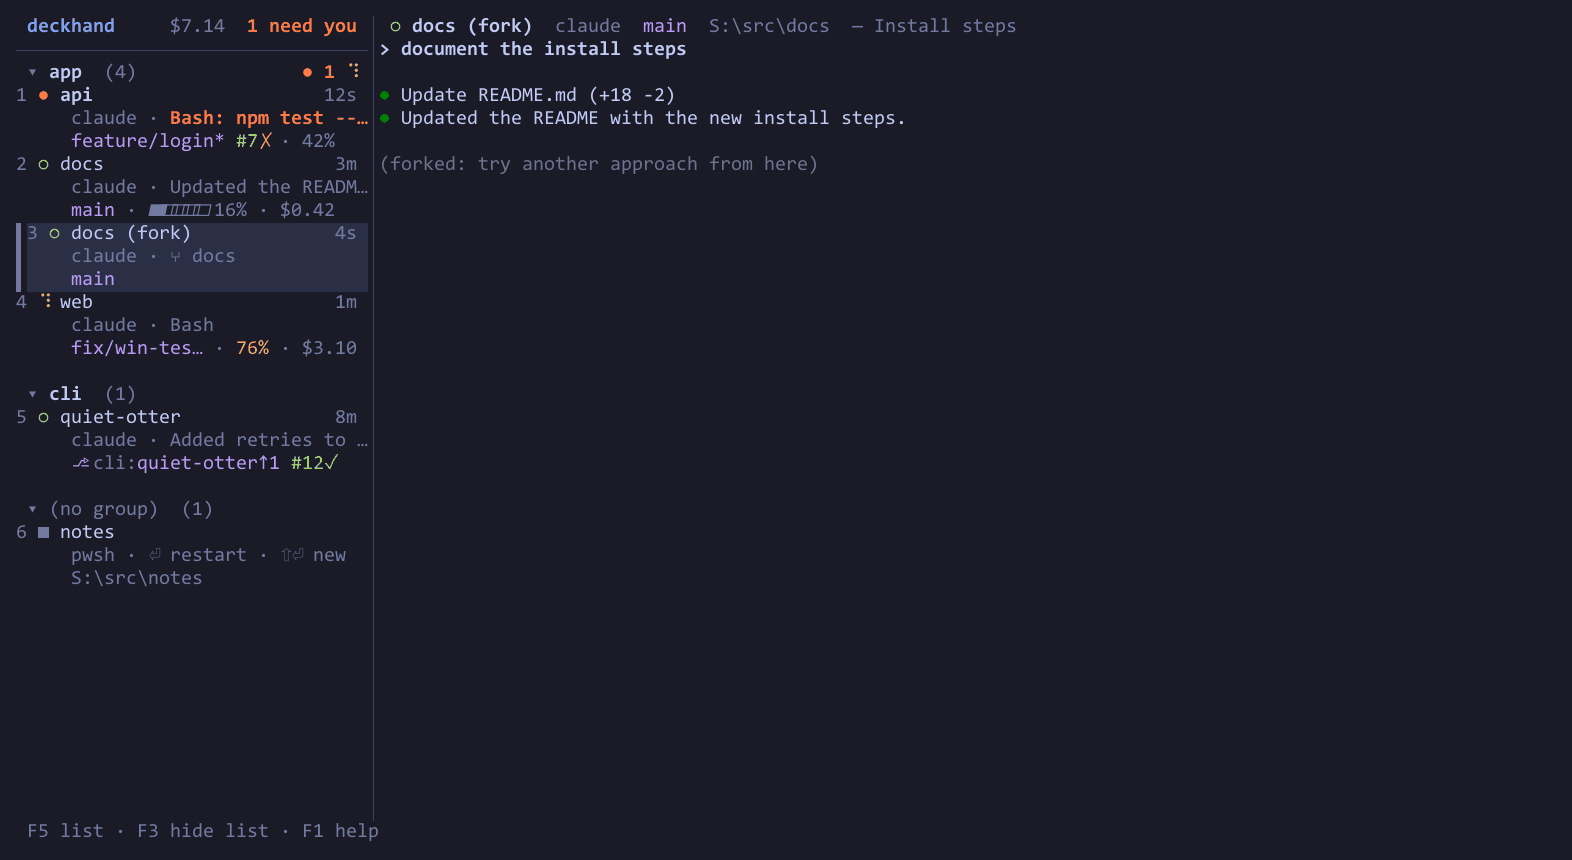 deckhand $7.14 1 need you
▾ app (4) ● 1 ⠹
1 ● api 12s
claude · Bash: npm test --…
feature/login* #7✗ · 42%
2 ○ docs 3m
claude · Updated the READM…
main · 16% · $0.42
3 ○ docs (fork) 4s
claude · ⑂ docs
main
4 ⠹ web 1m
claude · Bash
fix/win-tes… · 76% · $3.10
▾ cli (1)
5 ○ quiet-otter 8m
claude · Added retries to …
⎇ cli:quiet-otter↑1 #12✓
▾ (no group) (1)
6 ■ notes
pwsh · ⏎ restart · ⇧⏎ new
S:\src\notes
F5 list · F3 hide list · F1 help
○ docs (fork) claude main S:\src\docs — Install steps
> document the install steps
● Update README.md (+18 -2)
● Updated the README with the new install steps.
(forked: try another approach from here)